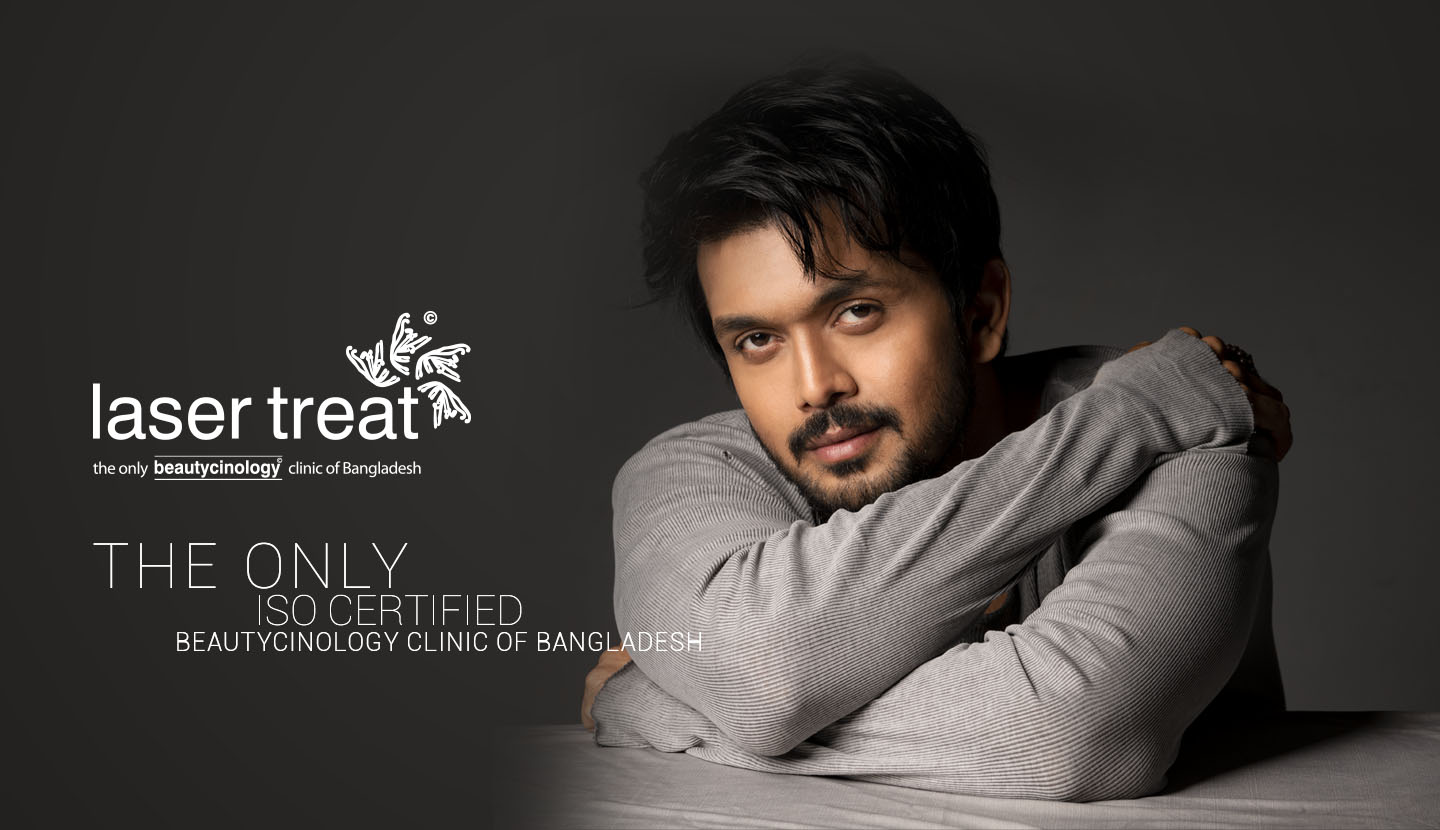 ©
laser treat
the only beautycinology© clinic of Bangladesh
THE ONLY
ISO CERTIFIED
BEAUTYCINOLOGY CLINIC OF BANGLADESH